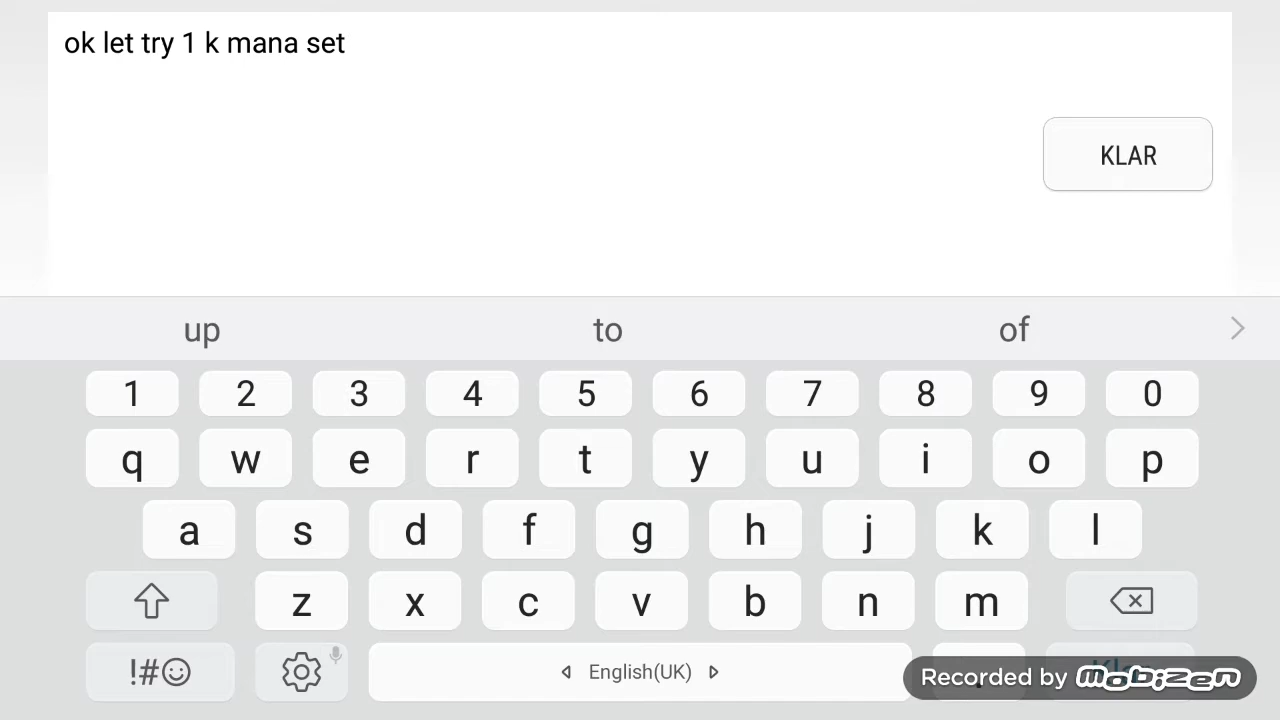 ok let try 1 k mana set
KLAR
up to of
1 2 3 4 5 6 7 8 9 0
q w e r t y u i o p
a s d f g h j k l
z x c v b n m
!#☺ English(UK)
Recorded by MOBIZEN